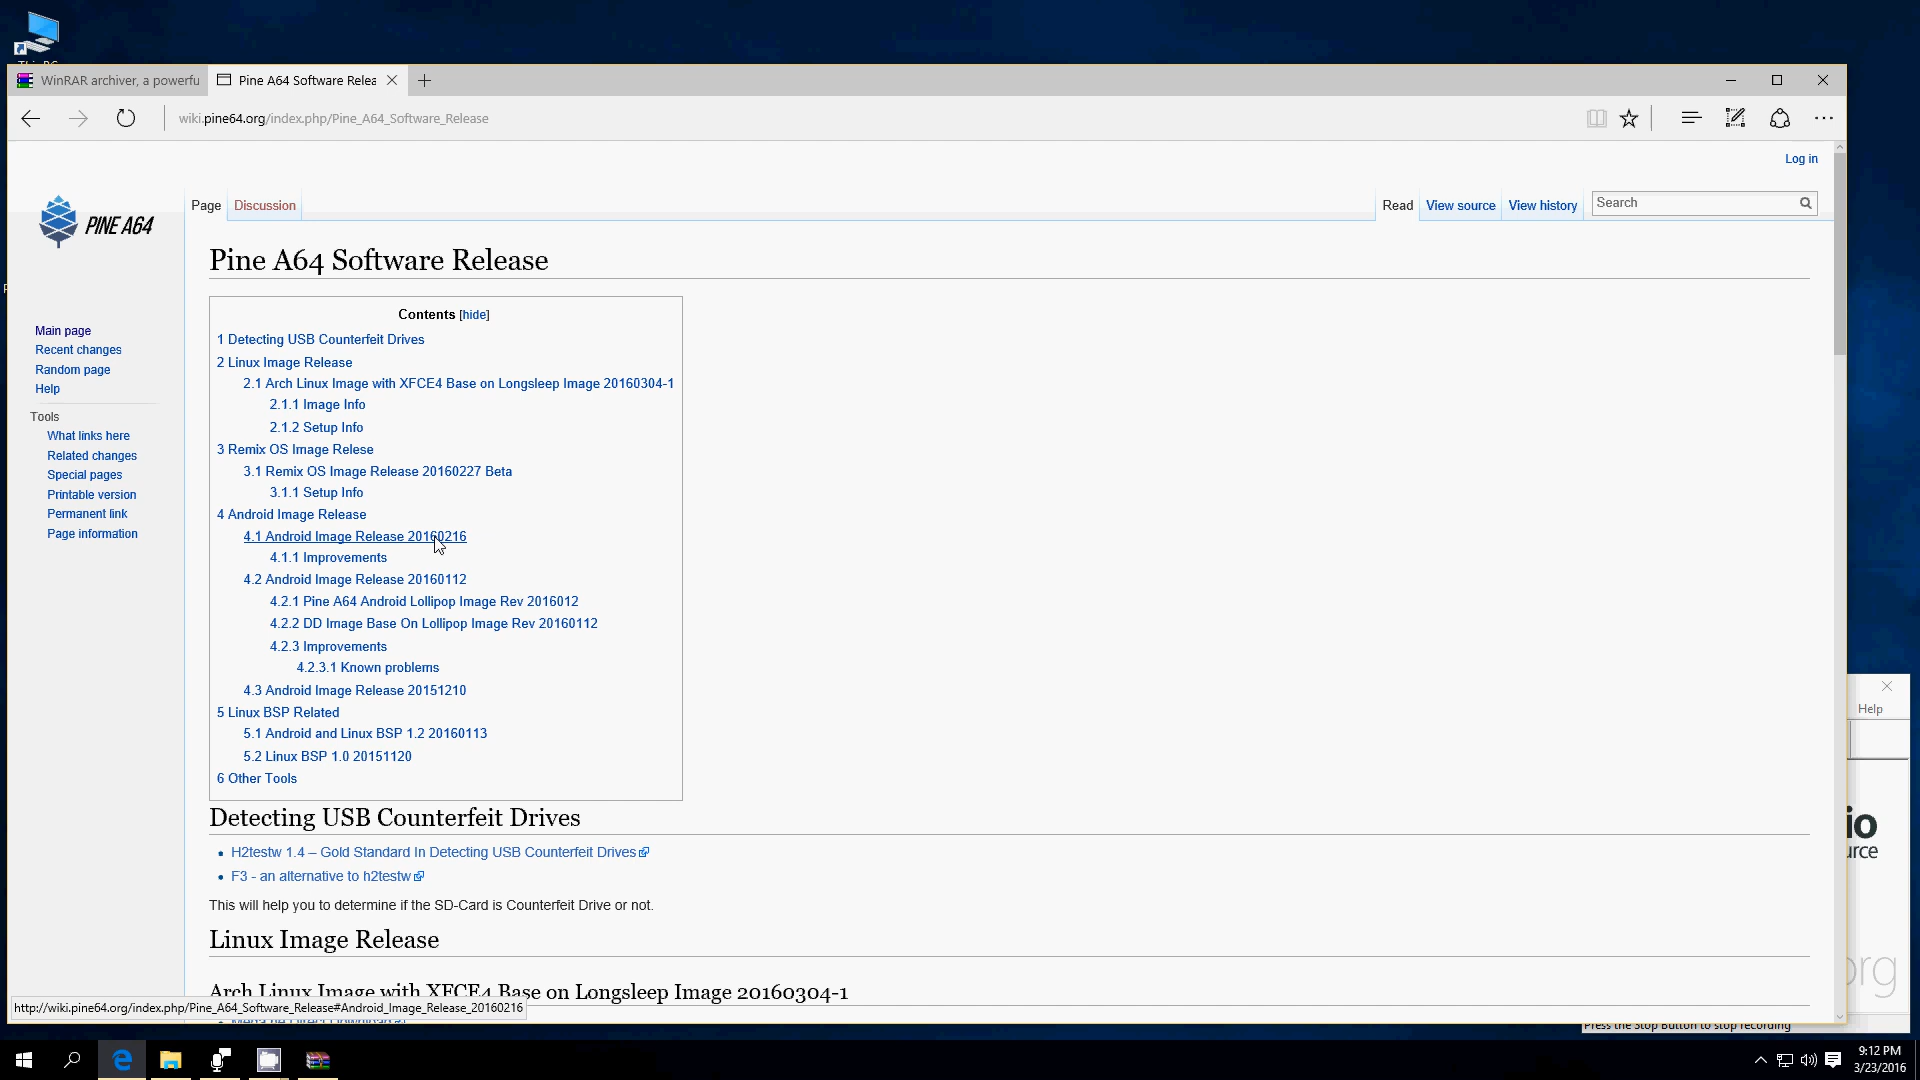 WinRAR archiver, a powerfu
Pine A64 Software Relea
wiki.pine64.org/index.php/Pine_A64_Software_Release
Log in
PINE A64
Page
Discussion
Read
View source
View history
Search
Main page
Recent changes
Random page
Help
Tools
What links here
Related changes
Special pages
Printable version
Permanent link
Page information
Pine A64 Software Release
Contents [hide]
1 Detecting USB Counterfeit Drives
2 Linux Image Release
2.1 Arch Linux Image with XFCE4 Base on Longsleep Image 20160304-1
2.1.1 Image Info
2.1.2 Setup Info
3 Remix OS Image Relese
3.1 Remix OS Image Release 20160227 Beta
3.1.1 Setup Info
4 Android Image Release
4.1 Android Image Release 20160216
4.1.1 Improvements
4.2 Android Image Release 20160112
4.2.1 Pine A64 Android Lollipop Image Rev 2016012
4.2.2 DD Image Base On Lollipop Image Rev 20160112
4.2.3 Improvements
4.2.3.1 Known problems
4.3 Android Image Release 20151210
5 Linux BSP Related
5.1 Android and Linux BSP 1.2 20160113
5.2 Linux BSP 1.0 20151120
6 Other Tools
Detecting USB Counterfeit Drives
H2testw 1.4 – Gold Standard In Detecting USB Counterfeit Drives
F3 - an alternative to h2testw
This will help you to determine if the SD-Card is Counterfeit Drive or not.
Linux Image Release
Arch Linux Image with XFCE4 Base on Longsleep Image 20160304-1
http://wiki.pine64.org/index.php/Pine_A64_Software_Release#Android_Image_Release_20160216
Help
io
urce
org
Press the Stop Button to stop recording
9:12 PM
3/23/2016